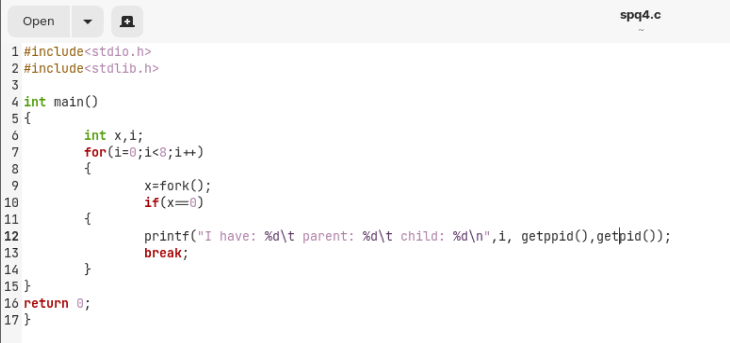 Open
spq4.c
~
1 #include<stdio.h>
2 #include<stdlib.h>
3
4 int main()
5 {
6 int x,i;
7 for(i=0;i<8;i++)
8 {
9 x=fork();
10 if(x==0)
11 {
12 printf("I have: %d\t parent: %d\t child: %d\n",i, getppid(),getpid());
13 break;
14 }
15 }
16 return 0;
17 }